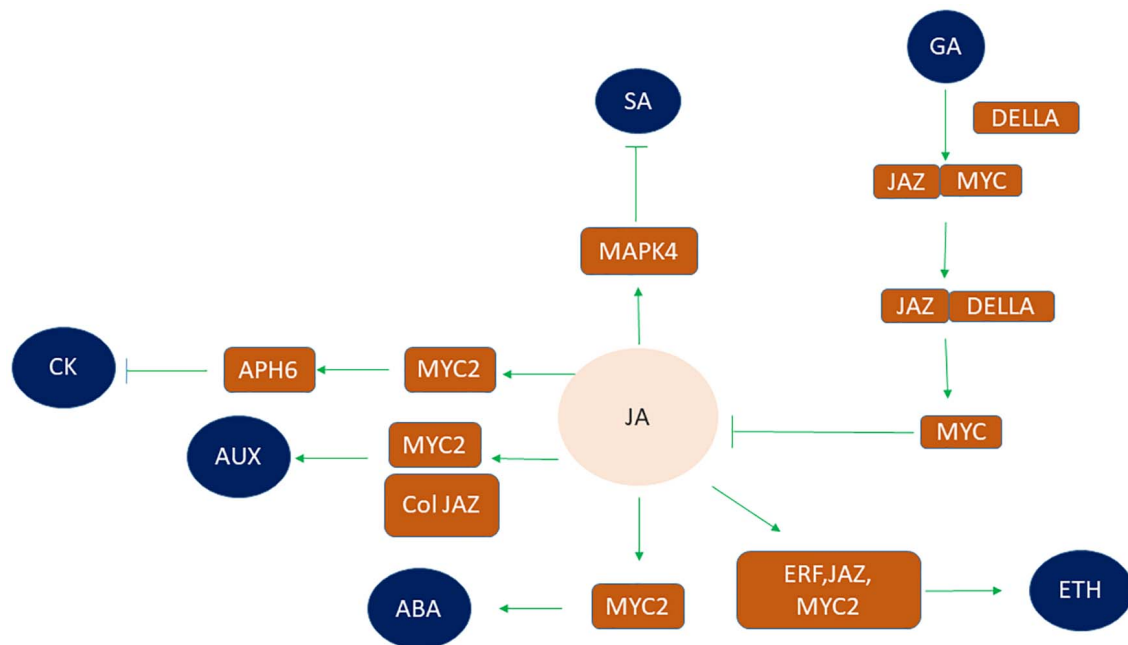 GA
SA
DELLA
JAZ MYC
MAPK4
JAZ DELLA
CK
APH6
MYC2
JA
MYC
AUX
MYC2
Col JAZ
ERF,JAZ,
MYC2
ETH
ABA
MYC2